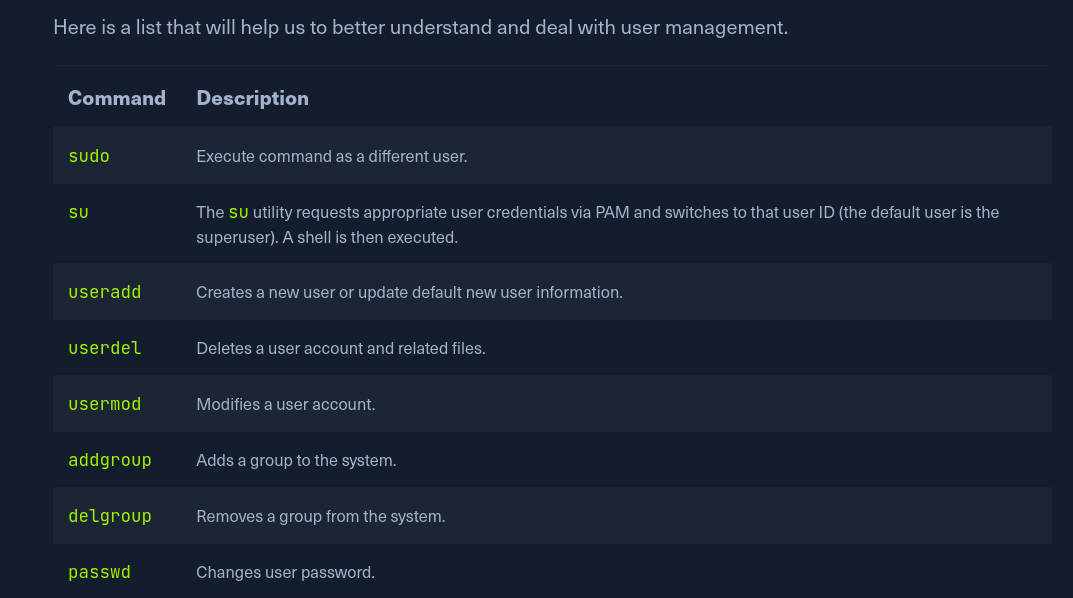 Here is a list that will help us to better understand and deal with user management.
Command Description
sudo Execute command as a different user.
su The su utility requests appropriate user credentials via PAM and switches to that user ID (the default user is the
superuser). A shell is then executed.
useradd Creates a new user or update default new user information.
userdel Deletes a user account and related files.
usermod Modifies a user account.
addgroup Adds a group to the system.
delgroup Removes a group from the system.
passwd Changes user password.